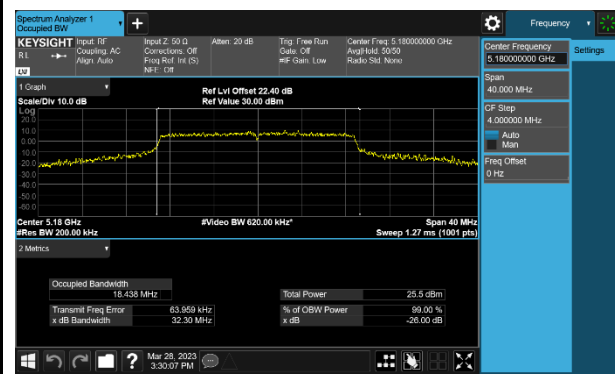 Spectrum Analyzer 1
Occupied BW
+
Frequency
KEYSIGHT
Input: RF
Coupling: AC
Align: Auto
Input Z: 50 Ω
Corrections: Off
Freq Ref: Int (S)
NFE: Off
Atten: 20 dB
Trig: Free Run
Gate: Off
#IF Gain: Low
Center Freq: 5.180000000 GHz
Avg|Hold: 50/50
Radio Std: None
RL
LW
Center Frequency
5.180000000 GHz
Settings
Span
40.000 MHz
CF Step
4.000000 MHz
Auto
Man
Freq Offset
0 Hz
1 Graph
Scale/Div 10.0 dB
Ref Lvl Offset 22.40 dB
Ref Value 30.00 dBm
Log
20.0
10.0
0.00
-10.0
-20.0
-30.0
-40.0
-50.0
-60.0
Center 5.18 GHz
#Video BW 620.00 kHz*
Span 40 MHz
#Res BW 200.00 kHz
Sweep 1.27 ms (1001 pts)
2 Metrics
Occupied Bandwidth
18.438 MHz
Total Power
25.5 dBm
Transmit Freq Error
63.959 kHz
% of OBW Power
99.00 %
x dB Bandwidth
32.30 MHz
x dB
-26.00 dB
?
Mar 28, 2023
3:30:07 PM